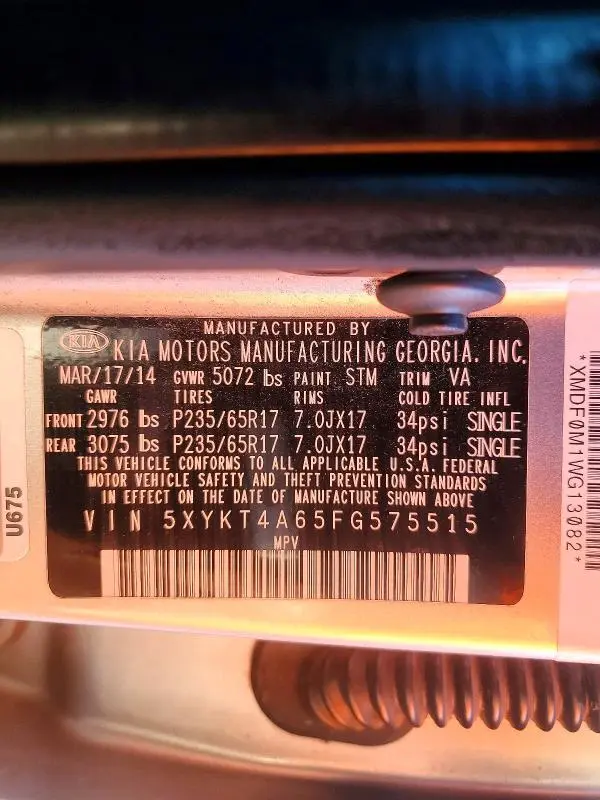 MANUFACTURED BY
KIA KIA MOTORS MANUFACTURING GEORGIA. INC.
MAR/17/14 GVWR 5072 lbs PAINT STM TRIM VA
GAWR TIRES RIMS COLD TIRE INFL
FRONT 2976 lbs P235/65R17 7.0JX17 34psi SINGLE
REAR 3075 lbs P235/65R17 7.0JX17 34psi SINGLE
THIS VEHICLE CONFORMS TO ALL APPLICABLE U.S.A. FEDERAL
MOTOR VEHICLE SAFETY AND THEFT PREVENTION STANDARDS
IN EFFECT ON THE DATE OF MANUFACTURE SHOWN ABOVE
VIN 5XYKT4A65FG575515
MPV
U675
*XMDF0M1WG13082*